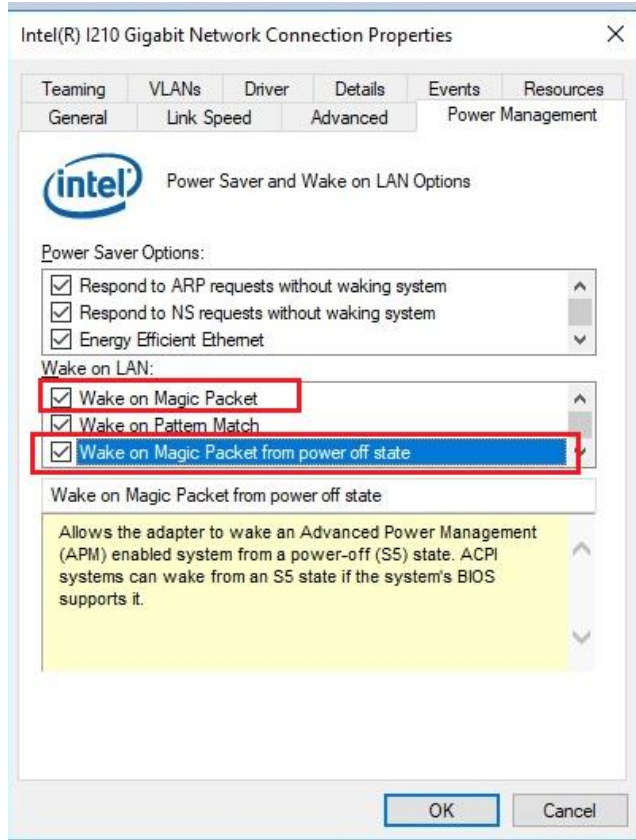 Intel(R) I210 Gigabit Network Connection Properties
Teaming VLANs Driver Details Events Resources
General Link Speed Advanced Power Management
intel Power Saver and Wake on LAN Options
Power Saver Options:
Respond to ARP requests without waking system
Respond to NS requests without waking system
Energy Efficient Ethernet
Wake on LAN:
Wake on Magic Packet
Wake on Pattern Match
Wake on Magic Packet from power off state
Wake on Magic Packet from power off state
Allows the adapter to wake an Advanced Power Management
(APM) enabled system from a power-off (S5) state. ACPI
systems can wake from an S5 state if the system's BIOS
supports it.
OK Cancel